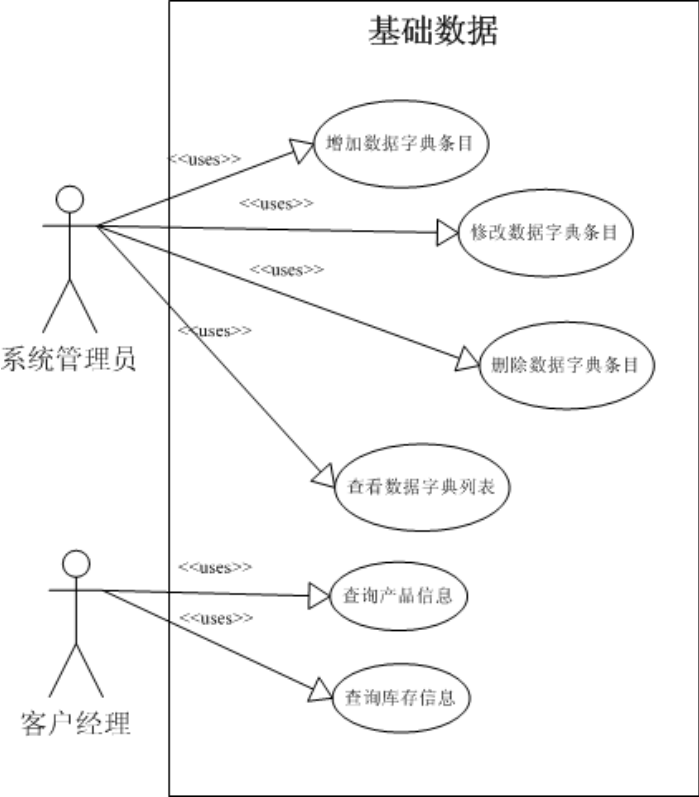 基础数据
增加数据字典条目
<<uses>>
<<uses>>
修改数据字典条目
<<uses>>
<<uses>>
系统管理员
删除数据字典条目
查看数据字典列表
<<uses>>
查询产品信息
<<uses>>
查询库存信息
客户经理